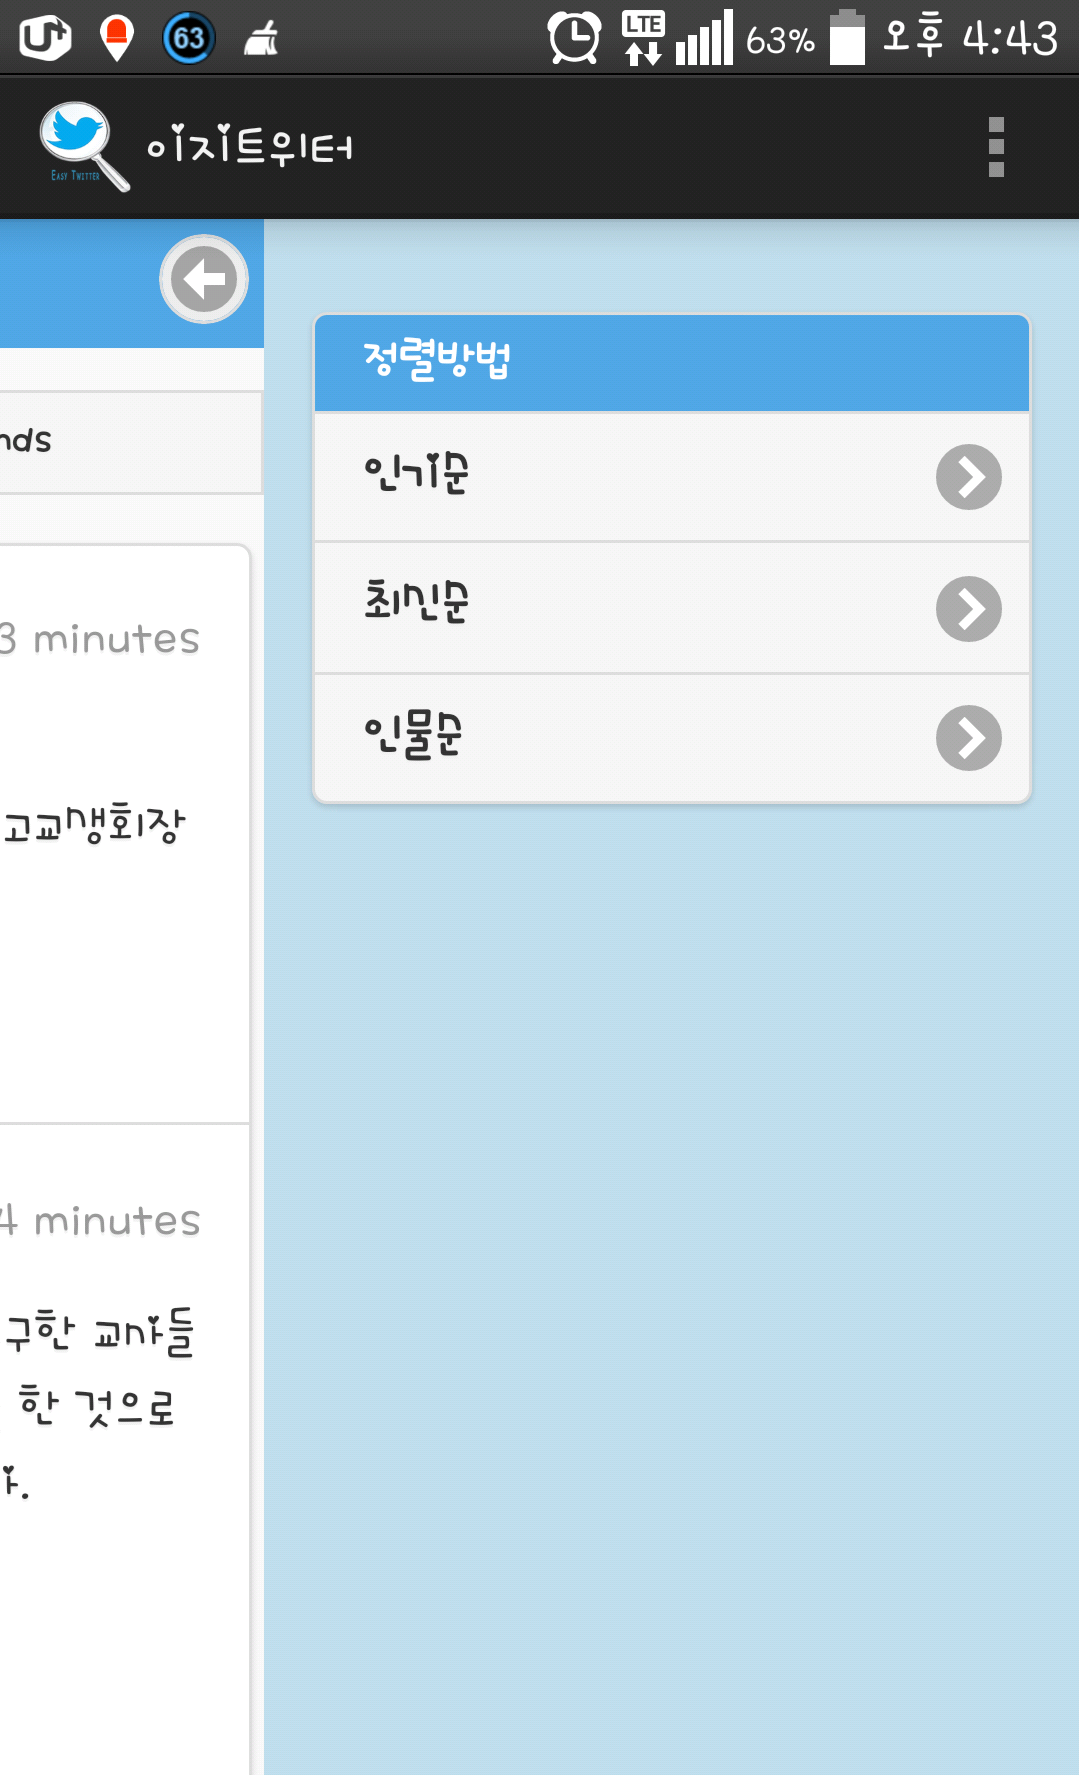 U+
63
LTE
63%
오후 4:43
EASY TWITTER
이지트위터
정렬방법
인기순
최신순
인물순
nds
3 minutes
고교생회장
4 minutes
구한 교사들
한 것으로